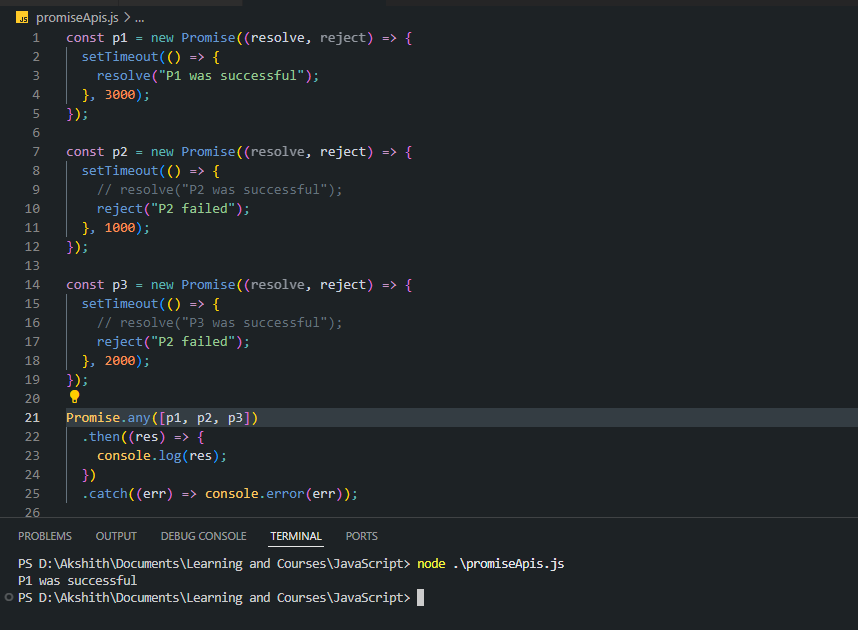 JS promiseApis.js > ...
1 const p1 = new Promise((resolve, reject) => {
2   setTimeout(() => {
3     resolve("P1 was successful");
4   }, 3000);
5 });
6
7 const p2 = new Promise((resolve, reject) => {
8   setTimeout(() => {
9     // resolve("P2 was successful");
10     reject("P2 failed");
11   }, 1000);
12 });
13
14 const p3 = new Promise((resolve, reject) => {
15   setTimeout(() => {
16     // resolve("P3 was successful");
17     reject("P2 failed");
18   }, 2000);
19 });
20
21 Promise.any([p1, p2, p3])
22   .then((res) => {
23     console.log(res);
24   })
25   .catch((err) => console.error(err));
26
PROBLEMS OUTPUT DEBUG CONSOLE TERMINAL PORTS
PS D:\Akshith\Documents\Learning and Courses\JavaScript> node .\promiseApis.js
P1 was successful
PS D:\Akshith\Documents\Learning and Courses\JavaScript>